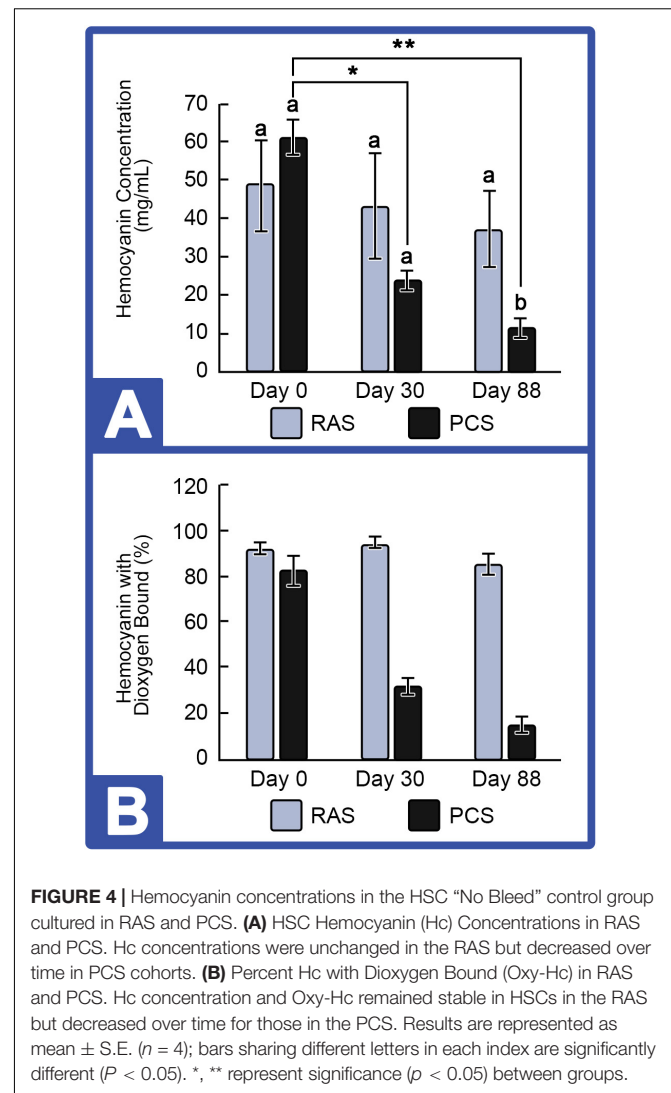 **
*
Hemocyanin Concentration
(mg/mL)
70
60
50
40
30
20
10
0
a
a
a
a
a
b
Day 0
Day 30
Day 88
RAS
PCS
A
Hemocyanin with
Dioxygen Bound (%)
120
100
80
60
40
20
0
Day 0
Day 30
Day 88
RAS
PCS
B
FIGURE 4 | Hemocyanin concentrations in the HSC “No Bleed” control group
cultured in RAS and PCS. (A) HSC Hemocyanin (Hc) Concentrations in RAS
and PCS. Hc concentrations were unchanged in the RAS but decreased over
time in PCS cohorts. (B) Percent Hc with Dioxygen Bound (Oxy-Hc) in RAS
and PCS. Hc concentration and Oxy-Hc remained stable in HSCs in the RAS
but decreased over time for those in the PCS. Results are represented as
mean ± S.E. (n = 4); bars sharing different letters in each index are significantly
different (P < 0.05). *, ** represent significance (p < 0.05) between groups.